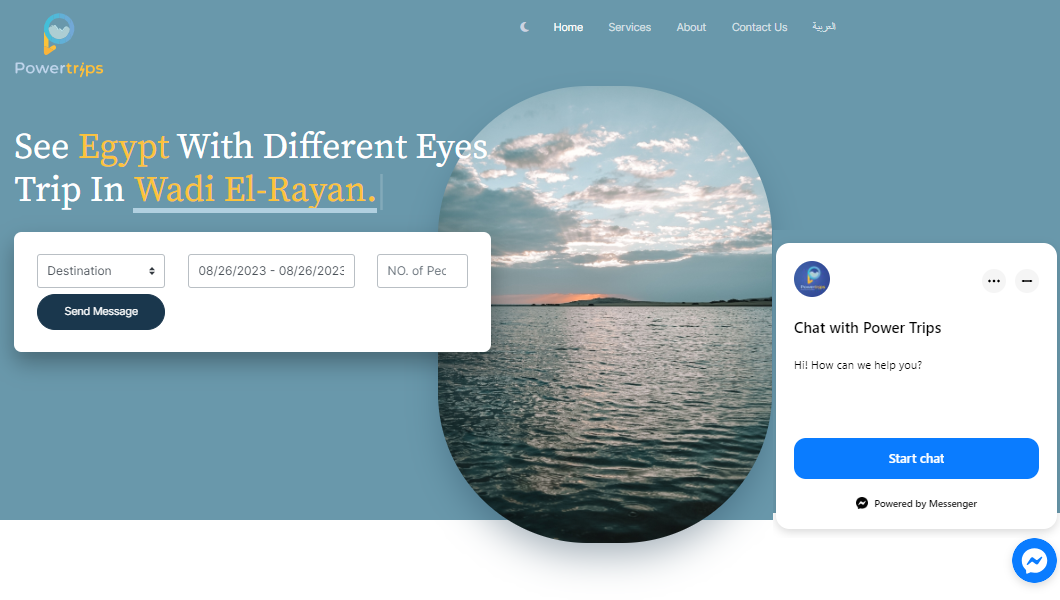 Powertrips
Home
Services
About
Contact Us
العربية
See Egypt With Different Eyes
Trip In Wadi El-Rayan.
Destination
08/26/2023 - 08/26/2023
NO. of Pec
Send Message
Chat with Power Trips
Hi! How can we help you?
Start chat
Powered by Messenger